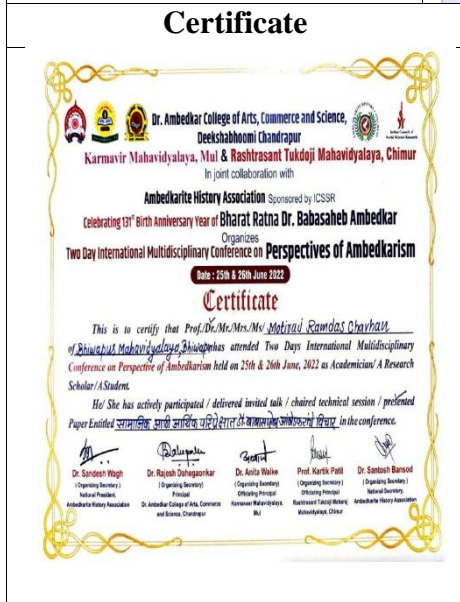 Certificate
Dr. Ambedkar College of Arts, Commerce and Science,
Deekshabhoomi Chandrapur
Karmavir Mahavidyalaya, Mul & Rashtrasant Tukdoji Mahavidyalaya, Chimur
In joint collaboration with
Ambedkarite History Association Sponsored by ICSSR
Celebrating 131st Birth Anniversary Year of Bharat Ratna Dr. Babasaheb Ambedkar
Organizes
Two Day International Multidisciplinary Conference on Perspectives of Ambedkarism
Date : 25th & 26th June 2022
Certificate
This is to certify that Prof./Dr./Mr./Mrs./Ms/ Motiraj Ramdas Chavhan
of Bhiwapur Mahavidyalaya, Bhiwapur has attended Two Days International Multidisciplinary
Conference on Perspective of Ambedkarism held on 25th & 26th June, 2022 as Academician/ A Research
Scholar /A Student.
He/ She has actively participated / delivered invited talk / chaired technical session / presented
Paper Entitled सामाजिक आणि आर्थिक परिप्रेक्षात डॉ बाबासाहेब आंबेडकरांचे विचार in the conference.
Dr. Sandesh Wagh
( Organizing Secretary )
National President,
Ambedkarite History Association
Dr. Rajesh Dahegaonkar
( Organizing Secretary )
Principal
Dr. Ambedkar College of Arts, Commerce
and Science, Chandrapur
Dr. Anita Walke
( Organizing Secretary )
Officiating Principal
Karmaveer Mahavidyalaya,
Mul
Prof. Kartik Patil
( Organizing Secretary )
Officiating Principal
Rashtrasant Tukdoji Maharaj
Mahavidyalaya, Chimur
Dr. Santosh Bansod
( Organizing Secretary )
National Secretary,
Ambedkarite History Association